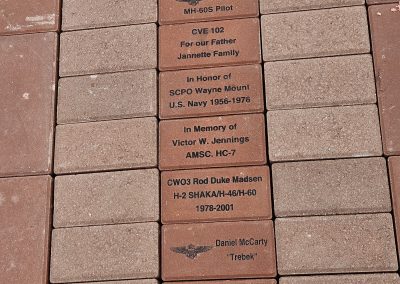 MH-60S Pilot
CVE 102
For our Father
Jannette Family
In Honor of
SCPO Wayne Mount
U.S. Navy 1956-1976
In Memory of
Victor W. Jennings
AMSC. HC-7
CWO3 Rod Duke Madsen
H-2 SHAKA/H-46/H-60
1978-2001
Daniel McCarty
"Trebek"